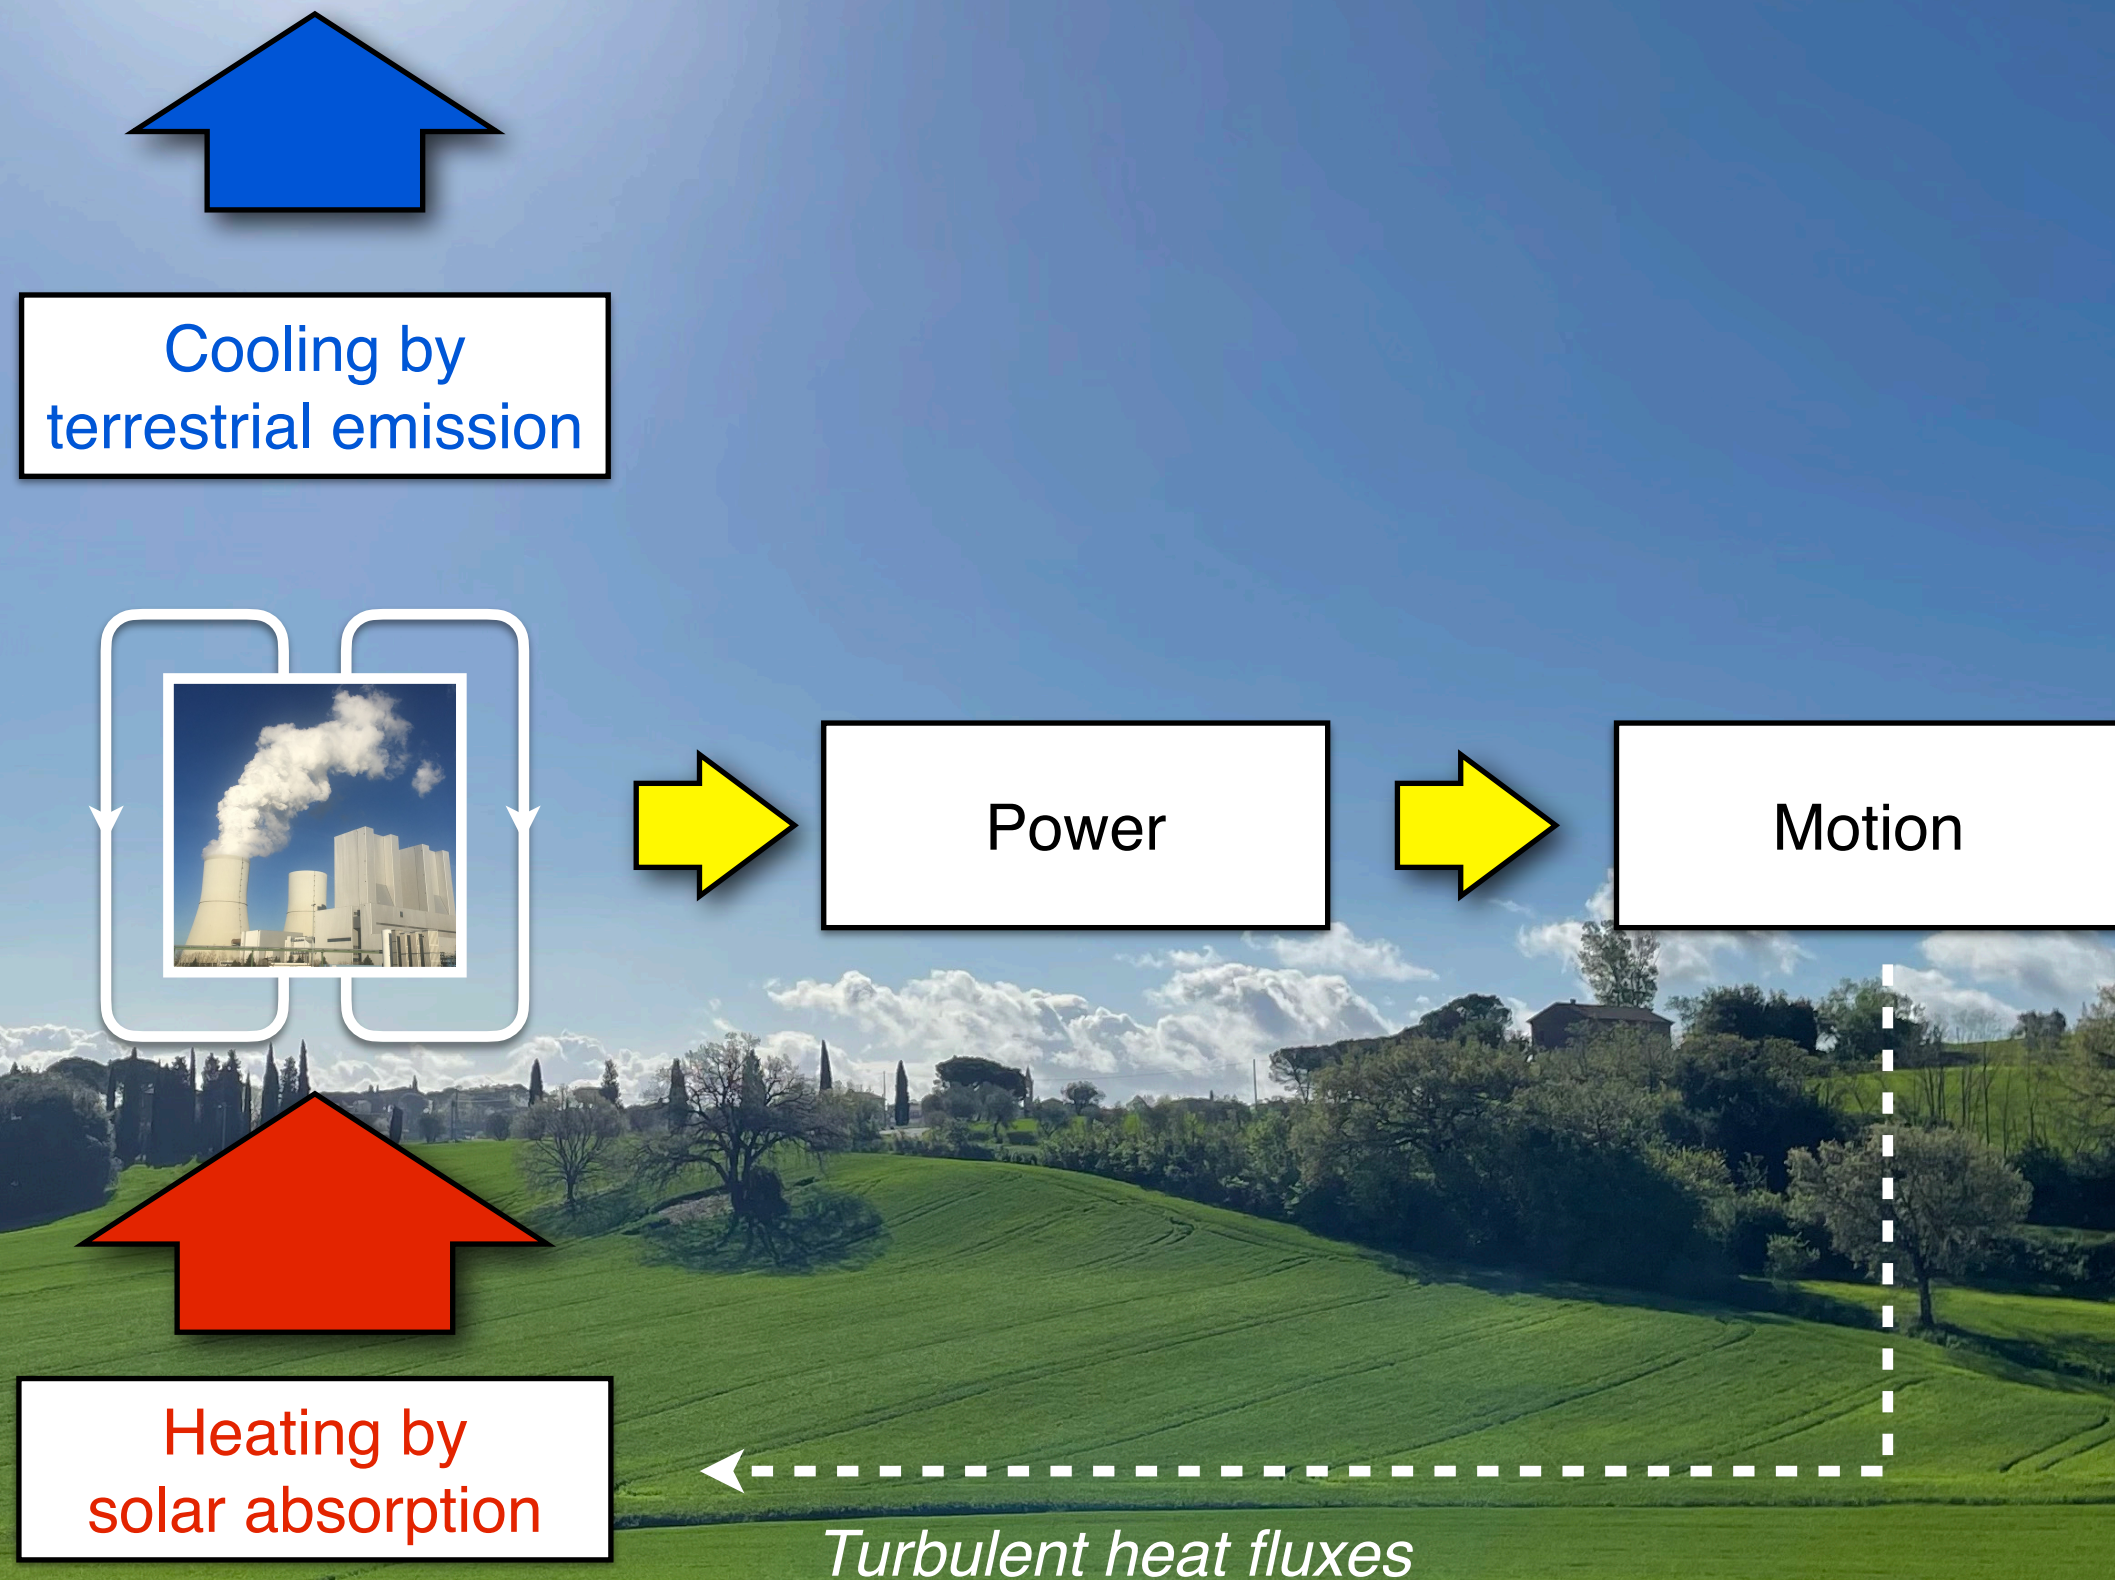 Cooling by
terrestrial emission
Power
Motion
Heating by
solar absorption
Turbulent heat fluxes